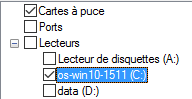 Cartes à puce
Ports
Lecteurs
Lecteur de disquettes (A:)
os-win10-1511 (C:)
data (D:)